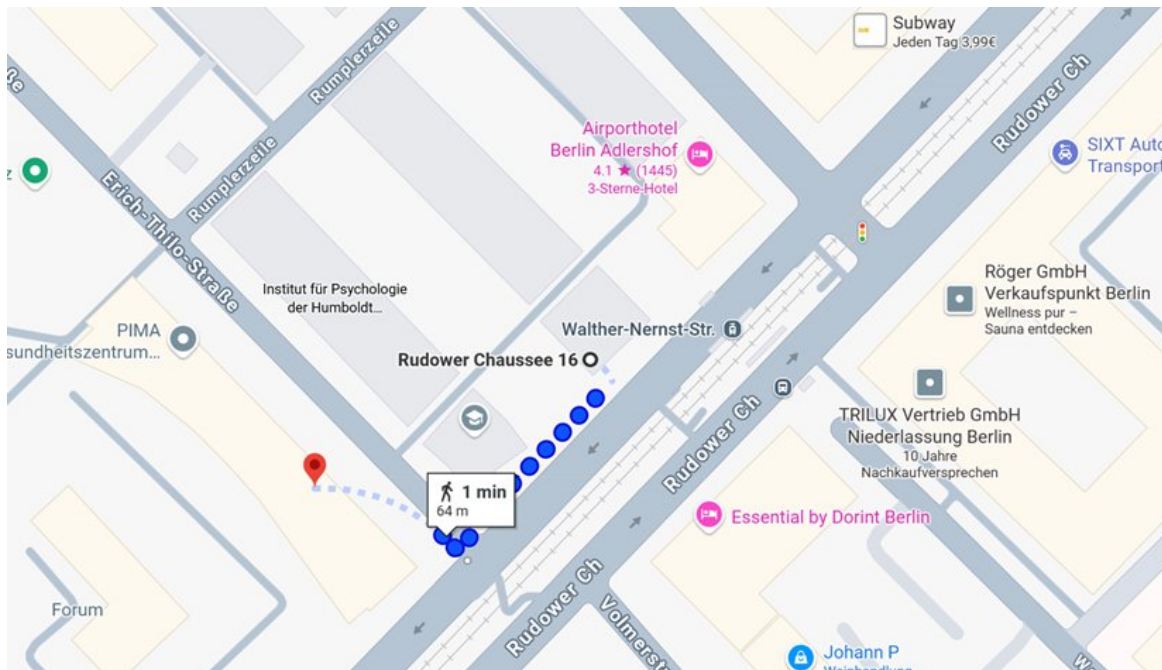 Subway
Jeden Tag 3,99€
Rumplerzeile
Rudower Ch
Airporthotel
Berlin Adlershof
4.1 ★ (1445)
3-Sterne-Hotel
SIXT Auto
Transport
Rumplerzeile
Erich-Thilo-Straße
Institut für Psychologie
der Humboldt...
Röger GmbH
Verkaufspunkt Berlin
Wellness pur –
Sauna entdecken
PIMA
sundheitszentrum...
Walther-Nernst-Str.
Rudower Chaussee 16
TRILUX Vertrieb GmbH
Niederlassung Berlin
10 Jahre
Nachkaufversprechen
Rudower Ch
1 min
64 m
Essential by Dorint Berlin
Rudower Ch
Volmerst
Forum
Johann P